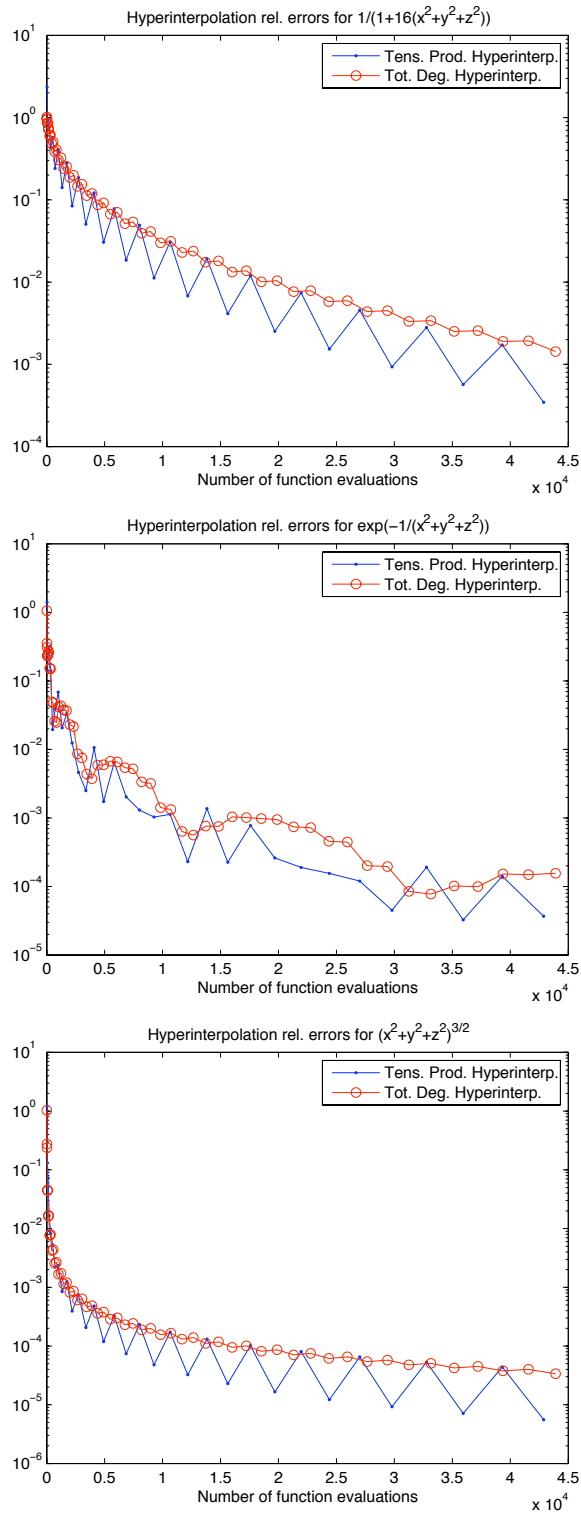 Hyperinterpolation rel. errors for 1/(1+16(x²+y²+z²))
Tens. Prod. Hyperinterp.
Tot. Deg. Hyperinterp.
10¹
10⁰
10⁻¹
10⁻²
10⁻³
10⁻⁴
0 0.5 1 1.5 2 2.5 3 3.5 4 4.5
x 10⁴
Number of function evaluations
Hyperinterpolation rel. errors for exp(−1/(x²+y²+z²))
Tens. Prod. Hyperinterp.
Tot. Deg. Hyperinterp.
10¹
10⁰
10⁻¹
10⁻²
10⁻³
10⁻⁴
10⁻⁵
0 0.5 1 1.5 2 2.5 3 3.5 4 4.5
Number of function evaluations
x 10⁴
Hyperinterpolation rel. errors for (x²+y²+z²)³/²
Tens. Prod. Hyperinterp.
Tot. Deg. Hyperinterp.
10¹
10⁰
10⁻¹
10⁻²
10⁻³
10⁻⁴
10⁻⁵
10⁻⁶
0 0.5 1 1.5 2 2.5 3 3.5 4 4.5
Number of function evaluations
x 10⁴